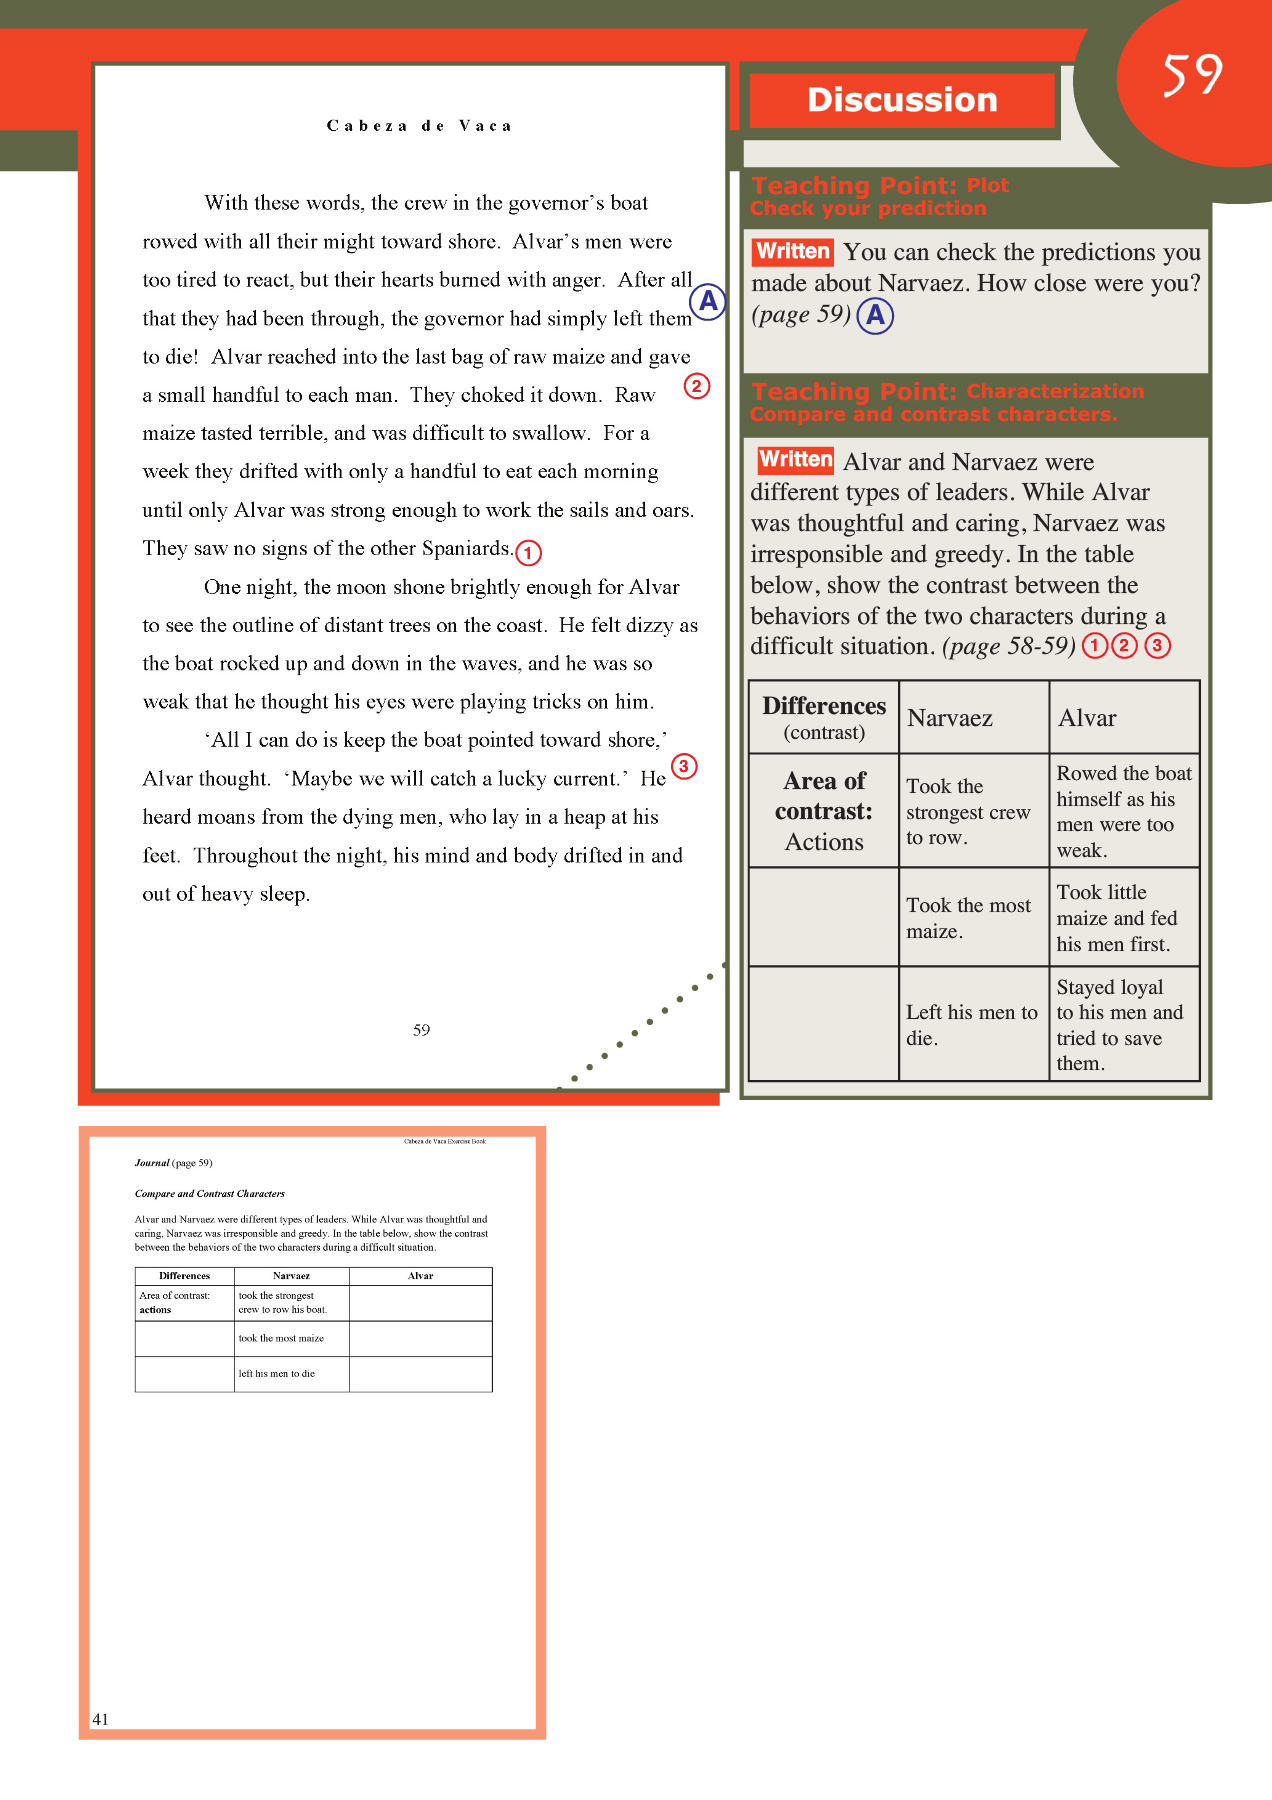 59
Cabeza de Vaca
With these words, the crew in the governor’s boat
rowed with all their might toward shore.  Alvar’s men were
too tired to react, but their hearts burned with anger.  After all
A
that they had been through, the governor had simply left them
to die!  Alvar reached into the last bag of raw maize and gave
a small handful to each man.  They choked it down.  Raw
2
maize tasted terrible, and was difficult to swallow.  For a
week they drifted with only a handful to eat each morning
until only Alvar was strong enough to work the sails and oars.
They saw no signs of the other Spaniards. 1
One night, the moon shone brightly enough for Alvar
to see the outline of distant trees on the coast.  He felt dizzy as
the boat rocked up and down in the waves, and he was so
weak that he thought his eyes were playing tricks on him.
‘All I can do is keep the boat pointed toward shore,’
3
Alvar thought.  ‘Maybe we will catch a lucky current.’  He
heard moans from the dying men, who lay in a heap at his
feet.  Throughout the night, his mind and body drifted in and
out of heavy sleep.
59
Discussion
Teaching Point: Plot
Check your prediction
Written You can check the predictions you
made about Narvaez. How close were you?
(page 59) A
Teaching Point: Characterization
Compare and contrast characters.
Written Alvar and Narvaez were
different types of leaders. While Alvar
was thoughtful and caring, Narvaez was
irresponsible and greedy. In the table
below, show the contrast between the
behaviors of the two characters during a
difficult situation. (page 58-59) 1 2 3
Differences
(contrast)
Narvaez
Alvar
Area of
contrast:
Actions
Took the
strongest crew
to row.
Rowed the boat
himself as his
men were too
weak.
Took the most
maize.
Took little
maize and fed
his men first.
Left his men to
die.
Stayed loyal
to his men and
tried to save
them.
Cabeza de Vaca Exercise Book
Journal (page 59)
Compare and Contrast Characters
Alvar and Narvaez were different types of leaders. While Alvar was thoughtful and
caring, Narvaez was irresponsible and greedy. In the table below, show the contrast
between the behaviors of the two characters during a difficult situation.
Differences Narvaez Alvar
Area of contrast:
actions
took the strongest
crew to row his boat.
took the most maize
left his men to die
41